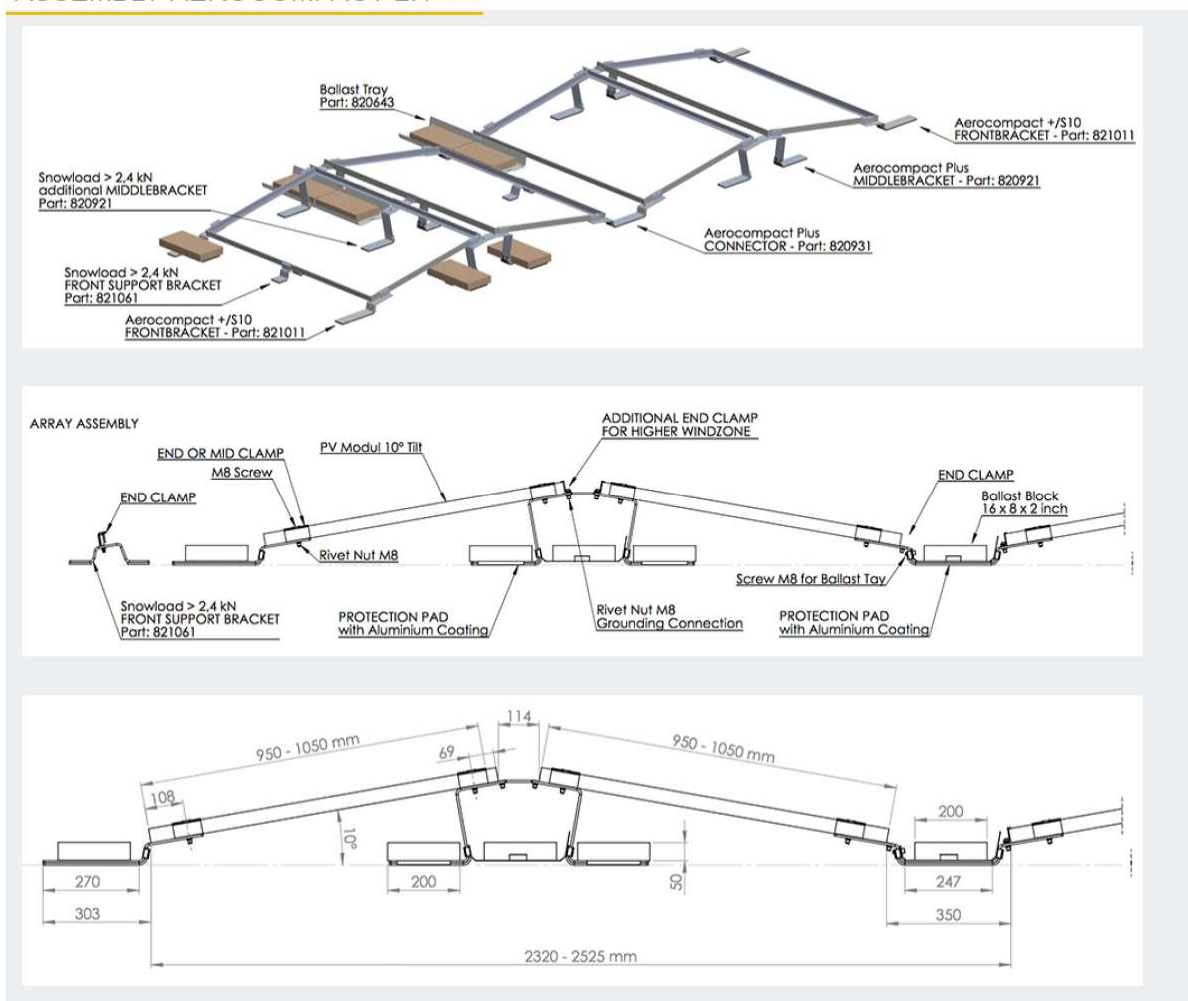 Ballast Tray
Part: 820643
Aerocompact +/S10
FRONTBRACKET - Part: 821011
Snowload > 2,4 kN
additional MIDDLEBRACKET
Part: 820921
Aerocompact Plus
MIDDLEBRACKET - Part: 820921
Aerocompact Plus
CONNECTOR - Part: 820931
Snowload > 2,4 kN
FRONT SUPPORT BRACKET
Part: 821061
Aerocompact +/S10
FRONTBRACKET - Part: 821011
ARRAY ASSEMBLY
ADDITIONAL END CLAMP
FOR HIGHER WINDZONE
END OR MID CLAMP
PV Modul 10° Tilt
M8 Screw
END CLAMP
END CLAMP
Ballast Block
16 x 8 x 2 inch
Rivet Nut M8
Screw M8 for Ballast Tay
Snowload > 2,4 kN
FRONT SUPPORT BRACKET
Part: 821061
PROTECTION PAD
with Aluminium Coating
Rivet Nut M8
Grounding Connection
PROTECTION PAD
with Aluminium Coating
114
950 - 1050 mm
69
950 - 1050 mm
108
200
10°
270
200
50
247
303
350
2320 - 2525 mm